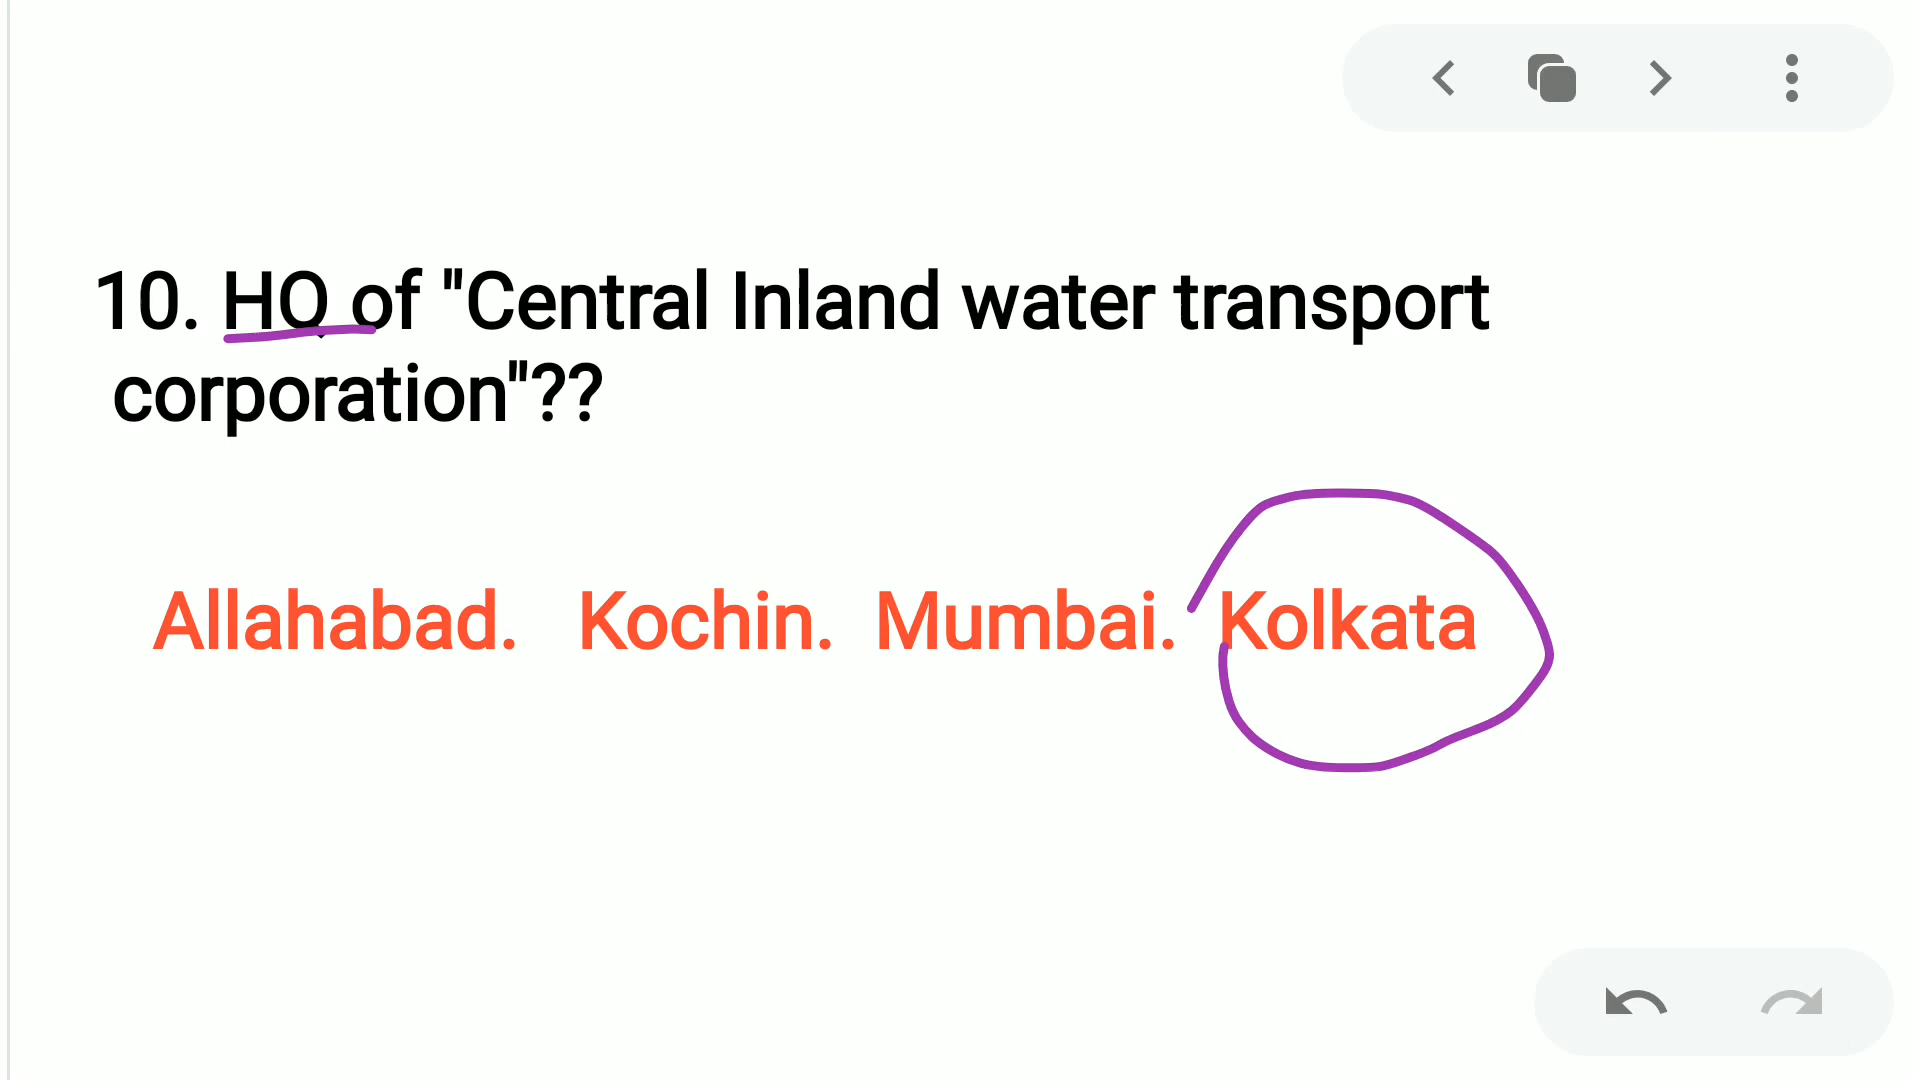 10. HQ of "Central Inland water transport
corporation"??
Allahabad. Kochin. Mumbai. Kolkata